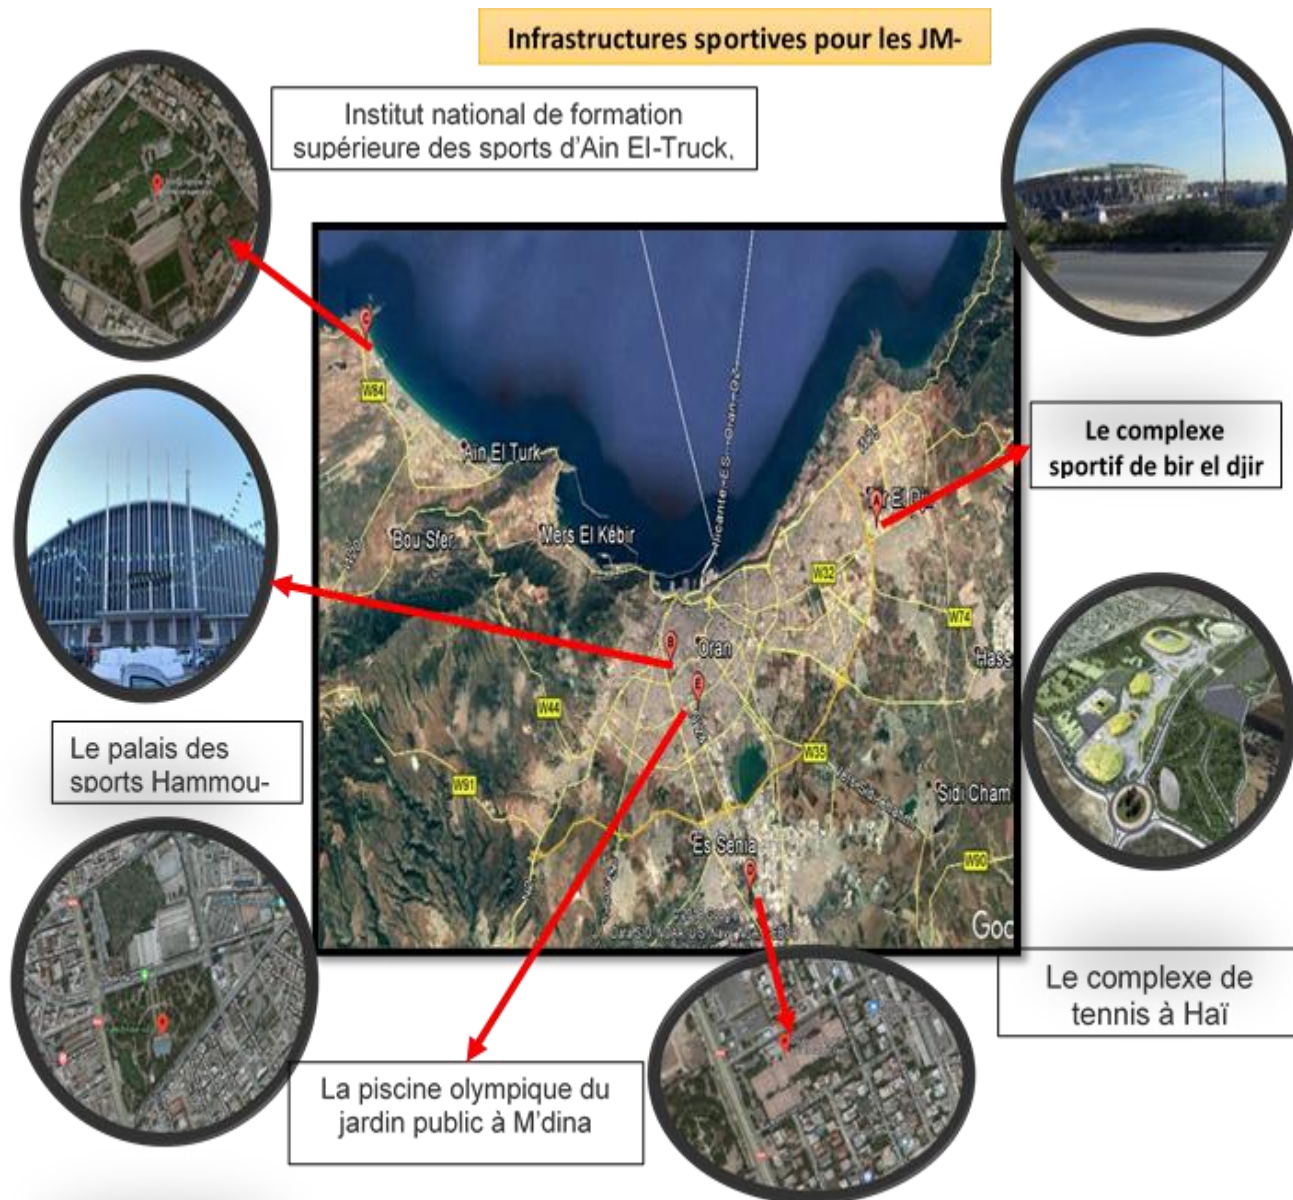 Infrastructures sportives pour les JM-
Institut national de formation
supérieure des sports d'Ain El-Truck,
C
W84
Ain El Turk
Bou Sfer
Mers El Kébir
A
W32
W74
Hass
B
Oran
E
W44
W35
W91
Sidi Cham
Es Sénia
W90
D
Goo
Le complexe
sportif de bir el djir
Le palais des
sports Hammou-
Le complexe de
tennis à Haï
La piscine olympique du
jardin public à M'dina